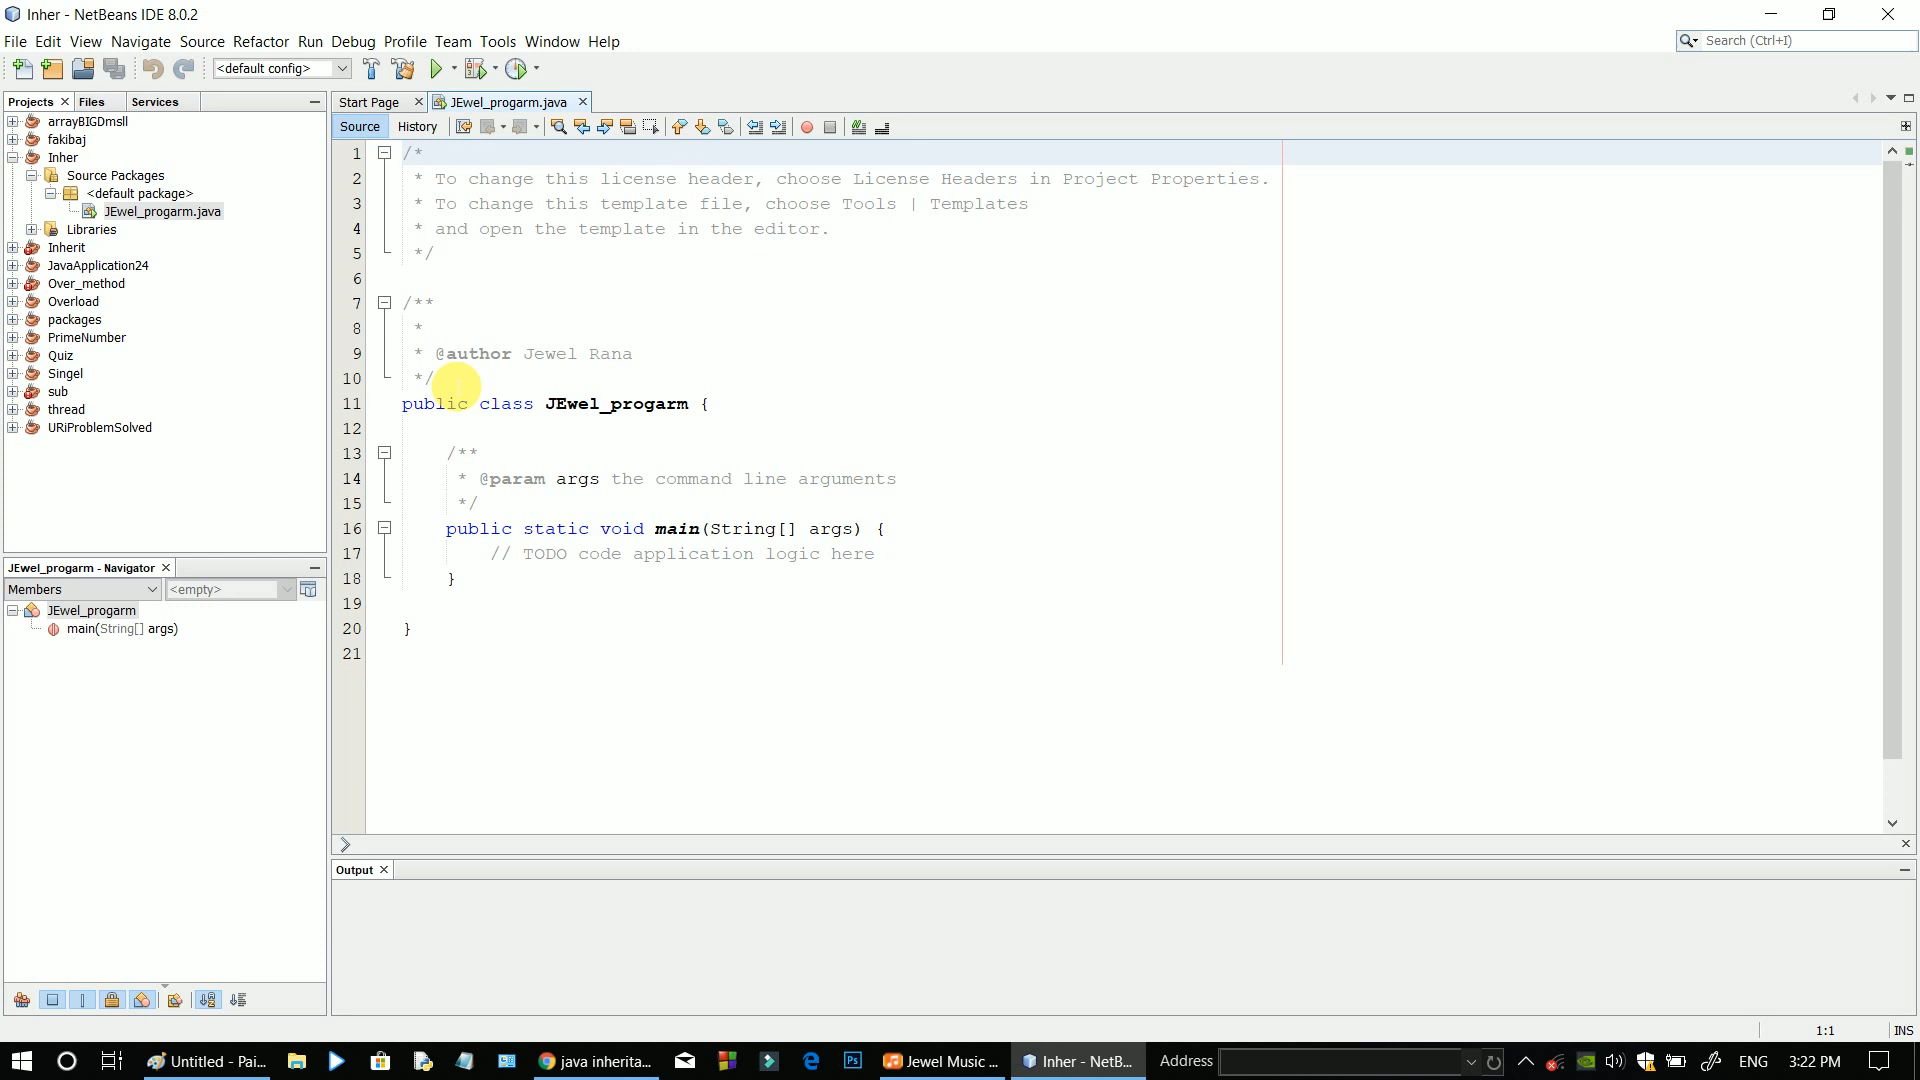 Inher - NetBeans IDE 8.0.2
File Edit View Navigate Source Refactor Run Debug Profile Team Tools Window Help
Search (Ctrl+I)
<default config>
Projects Files Services
Start Page JEwel_progarm.java
Source History
arrayBIGDmsll
fakibaj
Inher
Source Packages
<default package>
JEwel_progarm.java
Libraries
Inherit
JavaApplication24
Over_method
Overload
packages
PrimeNumber
Quiz
Singel
sub
thread
URiProblemSolved
1 /*
2 * To change this license header, choose License Headers in Project Properties.
3 * To change this template file, choose Tools | Templates
4 * and open the template in the editor.
5 */
6
7 /**
8 *
9 * @author Jewel Rana
10 */
11 public class JEwel_progarm {
12
13 /**
14 * @param args the command line arguments
15 */
16 public static void main(String[] args) {
17 // TODO code application logic here
18 }
19
20 }
21
JEwel_progarm - Navigator
Members <empty>
JEwel_progarm
main(String[] args)
Output
1:1 INS
Untitled - Pai...
java inherita...
Ps
Jewel Music ...
Inher - NetB...
Address
ENG
3:22 PM